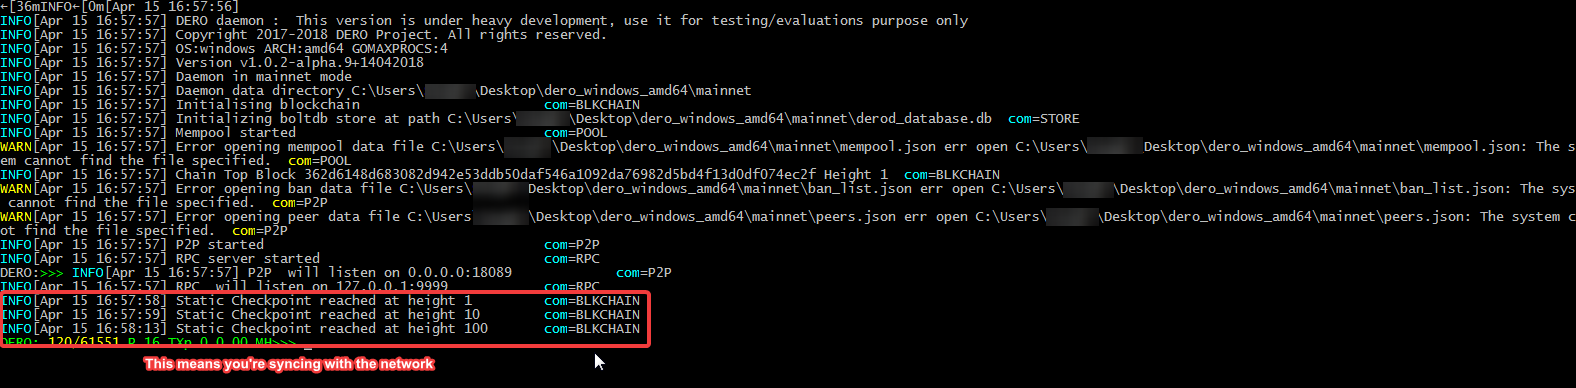 ←[36mINFO←[0m[Apr 15 16:57:56]
INFO[Apr 15 16:57:57] DERO daemon :  This version is under heavy development, use it for testing/evaluations purpose only
INFO[Apr 15 16:57:57] Copyright 2017-2018 DERO Project. All rights reserved.
INFO[Apr 15 16:57:57] OS:windows ARCH:amd64 GOMAXPROCS:4
INFO[Apr 15 16:57:57] Version v1.0.2-alpha.9+14042018
INFO[Apr 15 16:57:57] Daemon in mainnet mode
INFO[Apr 15 16:57:57] Daemon data directory C:\Users\ \Desktop\dero_windows_amd64\mainnet
INFO[Apr 15 16:57:57] Initialising blockchain com=BLKCHAIN
INFO[Apr 15 16:57:57] Initializing boltdb store at path C:\Users\ \Desktop\dero_windows_amd64\mainnet\derod_database.db com=STORE
INFO[Apr 15 16:57:57] Mempool started com=POOL
WARN[Apr 15 16:57:57] Error opening mempool data file C:\Users\ \Desktop\dero_windows_amd64\mainnet\mempool.json err open C:\Users\ Desktop\dero_windows_amd64\mainnet\mempool.json: The s
em cannot find the file specified. com=POOL
INFO[Apr 15 16:57:57] Chain Top Block 362d6148d683082d942e53ddb50daf546a1092da76982d5bd4f13d0df074ec2f Height 1 com=BLKCHAIN
WARN[Apr 15 16:57:57] Error opening ban data file C:\Users\ Desktop\dero_windows_amd64\mainnet\ban_list.json err open C:\Users\ \Desktop\dero_windows_amd64\mainnet\ban_list.json: The sys
cannot find the file specified. com=P2P
WARN[Apr 15 16:57:57] Error opening peer data file C:\Users \Desktop\dero_windows_amd64\mainnet\peers.json err open C:\Users\ \Desktop\dero_windows_amd64\mainnet\peers.json: The system c
ot find the file specified. com=P2P
INFO[Apr 15 16:57:57] P2P started com=P2P
INFO[Apr 15 16:57:57] RPC server started com=RPC
DERO:>>> INFO[Apr 15 16:57:57] P2P  will listen on 0.0.0.0:18089 com=P2P
INFO[Apr 15 16:57:57] RPC  will listen on 127.0.0.1:9999 com=RPC
INFO[Apr 15 16:57:58] Static Checkpoint reached at height 1 com=BLKCHAIN
INFO[Apr 15 16:57:59] Static Checkpoint reached at height 10 com=BLKCHAIN
INFO[Apr 15 16:58:13] Static Checkpoint reached at height 100 com=BLKCHAIN
DERO: 120/61551 P 16 TXp 0 0.00 MH>>> _
This means you're syncing with the network